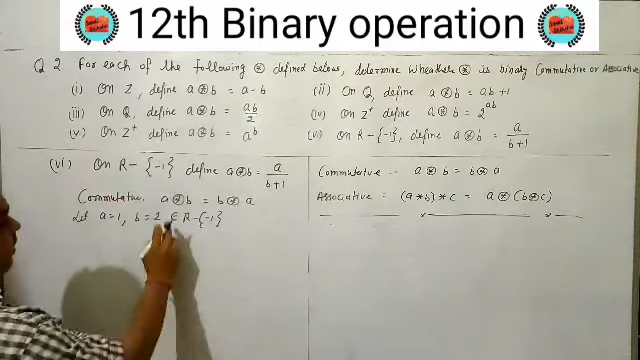 12th Binary operation
Q 2 For each of the following ⊛ defined below, determine wheather ⊛ is binary Commutative or Associative
(i) On Z, define a ⊛ b = a - b
(ii) On Q, define a ⊛ b = ab + 1
(iii) On Q, define a ⊛ b = ab/2
(iv) On Z⁺ define a ⊛ b = 2^ab
(v) On Z⁺ define a ⊛ b = a^b
(vi) On R - {-1}, define a ⊛ b = a/(b+1)
(vi) On R - {-1} define a ⊛ b = a/(b+1)
Commutative a ⊛ b = b ⊛ a
Let a = 1, b = 2 ∈ R - {-1}
Commutative :- a ⊛ b = b ⊛ a
Associative :- (a * b) * c = a ⊛ (b ⊛ c)